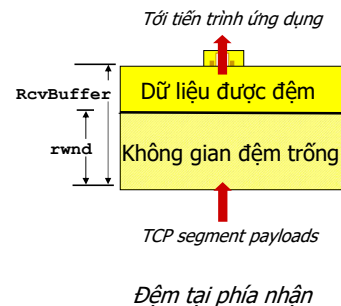 Tới tiến trình ứng dụng
RcvBuffer
Dữ liệu được đệm
rwnd
Không gian đệm trống
TCP segment payloads
Đệm tại phía nhận